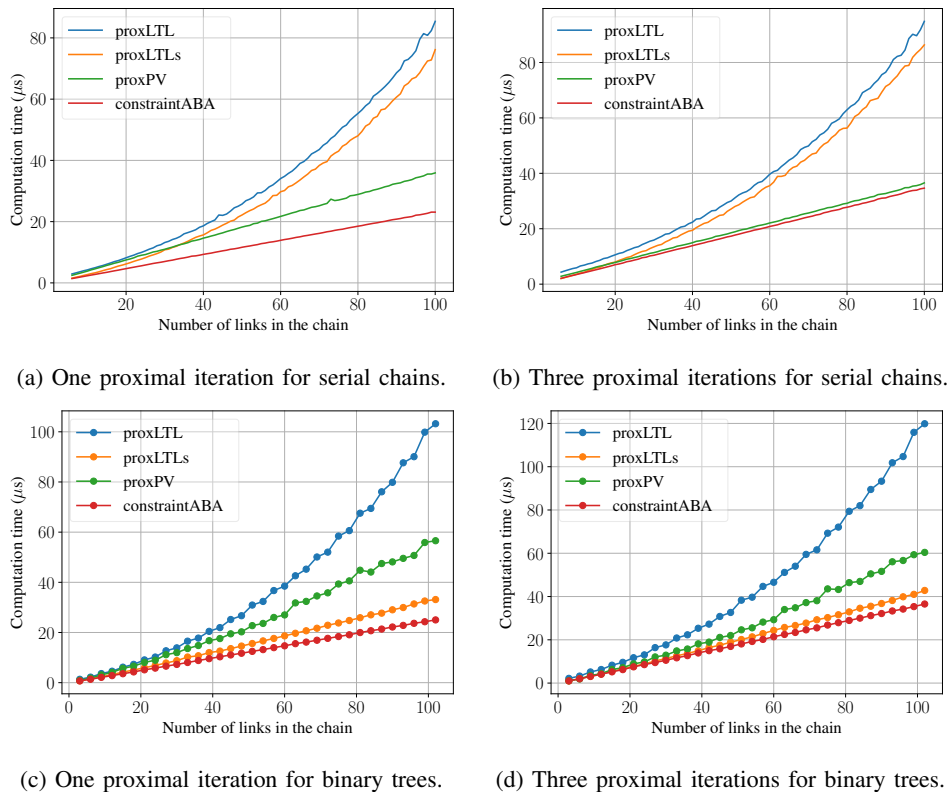 proxLTL
proxLTLs
proxPV
constraintABA
Computation time (μs)
80
60
40
20
0
20 40 60 80 100
Number of links in the chain
(a) One proximal iteration for serial chains.
proxLTL
proxLTLs
proxPV
constraintABA
Computation time (μs)
80
60
40
20
0
20 40 60 80 100
Number of links in the chain
(b) Three proximal iterations for serial chains.
proxLTL
proxLTLs
proxPV
constraintABA
Computation time (μs)
100
80
60
40
20
0
0 20 40 60 80 100
Number of links in the chain
(c) One proximal iteration for binary trees.
proxLTL
proxLTLs
proxPV
constraintABA
Computation time (μs)
120
100
80
60
40
20
0
0 20 40 60 80 100
Number of links in the chain
(d) Three proximal iterations for binary trees.